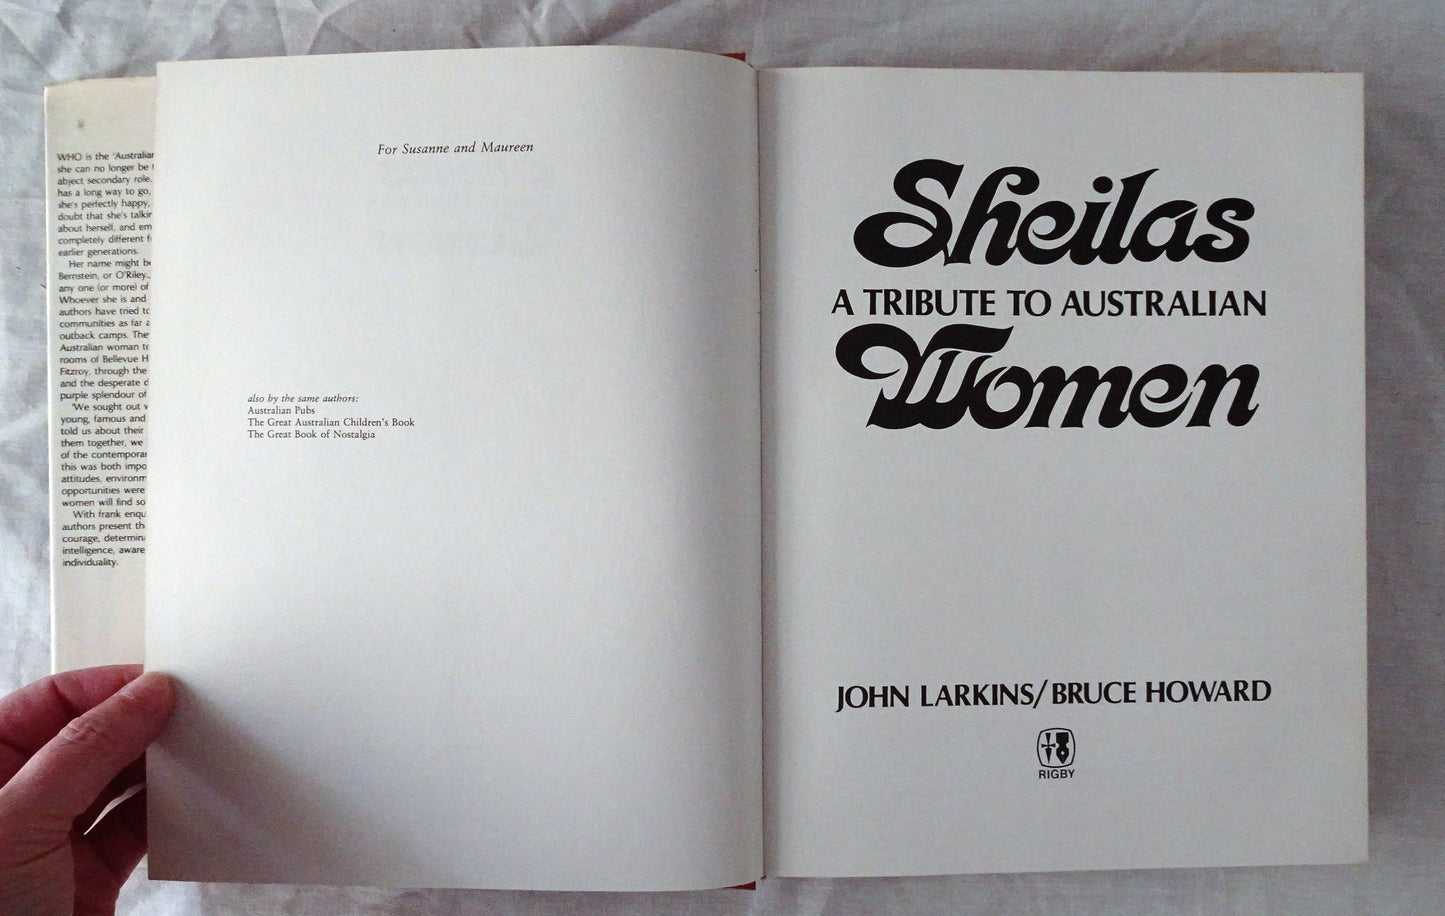 WHO is the 'Australian
she can no longer be
abject secondary role.
has a long way to go,
she's perfectly happy,
doubt that she's talkin
about herself, and em
completely different f
earlier generations.
Her name might be
Bernstein, or O'Riley,
any one (or more) of
Whoever she is and
authors have tried to
communities as far a
outback camps. The
Australian woman to
rooms of Bellevue H
Fitzroy, through the
and the desperate d
purple splendour of
'We sought out w
young, famous and
told us about their
them together, we
of the contemporar
this was both impo
attitudes, environm
opportunities were
women will find so
With frank enqu
authors present th
courage, determina
intelligence, aware
individuality.
For Susanne and Maureen
also by the same authors:
Australian Pubs
The Great Australian Children's Book
The Great Book of Nostalgia
Sheilas
A TRIBUTE TO AUSTRALIAN
Women
JOHN LARKINS/BRUCE HOWARD
RIGBY